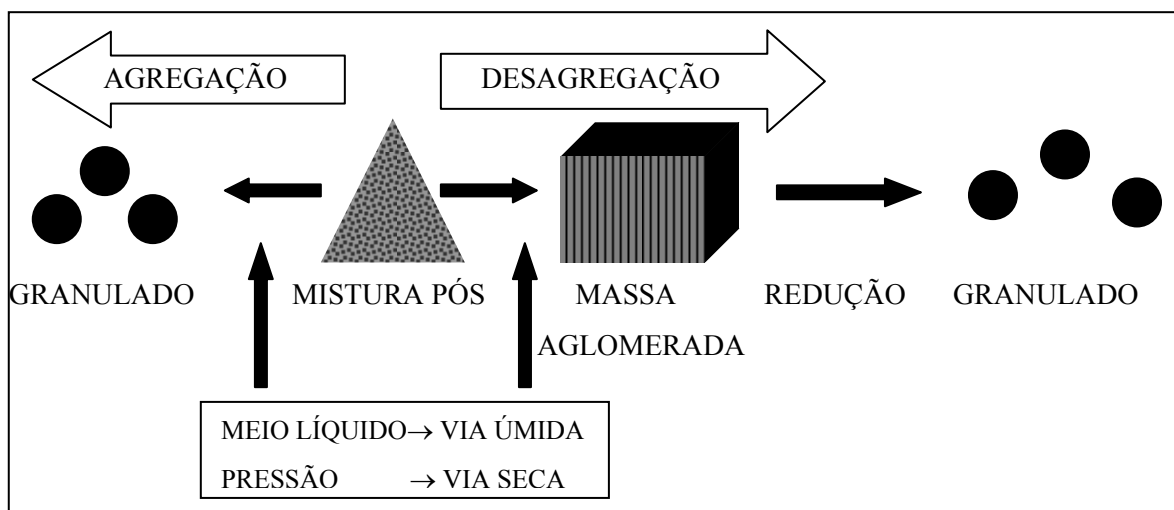 AGREGAÇÃO
DESAGREGAÇÃO
GRANULADO MISTURA PÓS MASSA REDUÇÃO GRANULADO
AGLOMERADA
MEIO LÍQUIDO→ VIA ÚMIDA
PRESSÃO → VIA SECA